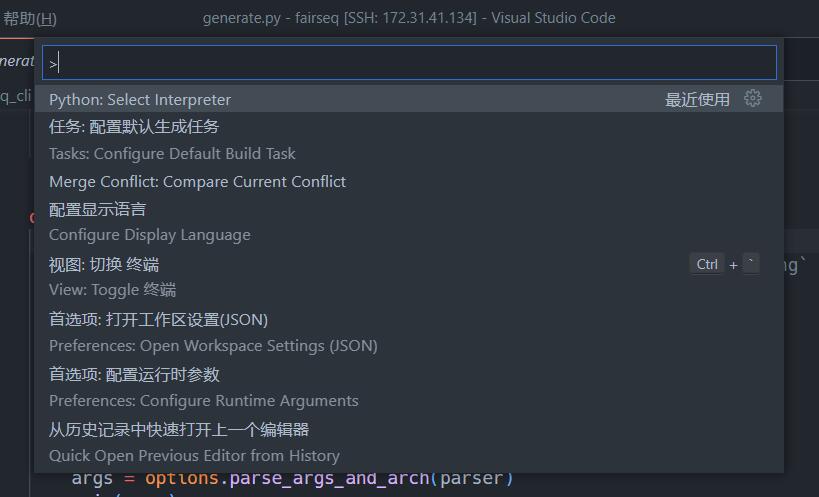 帮助(H)
generate.py - fairseq [SSH: 172.31.41.134] - Visual Studio Code
nerat
>
q_cli
Python: Select Interpreter 最近使用
任务: 配置默认生成任务
Tasks: Configure Default Build Task
Merge Conflict: Compare Current Conflict
配置显示语言
Configure Display Language
视图: 切换 终端 Ctrl + ` ng`
View: Toggle 终端
首选项: 打开工作区设置(JSON)
Preferences: Open Workspace Settings (JSON)
首选项: 配置运行时参数
Preferences: Configure Runtime Arguments
从历史记录中快速打开上一个编辑器
Quick Open Previous Editor from History
args = options.parse_args_and_arch(parser)